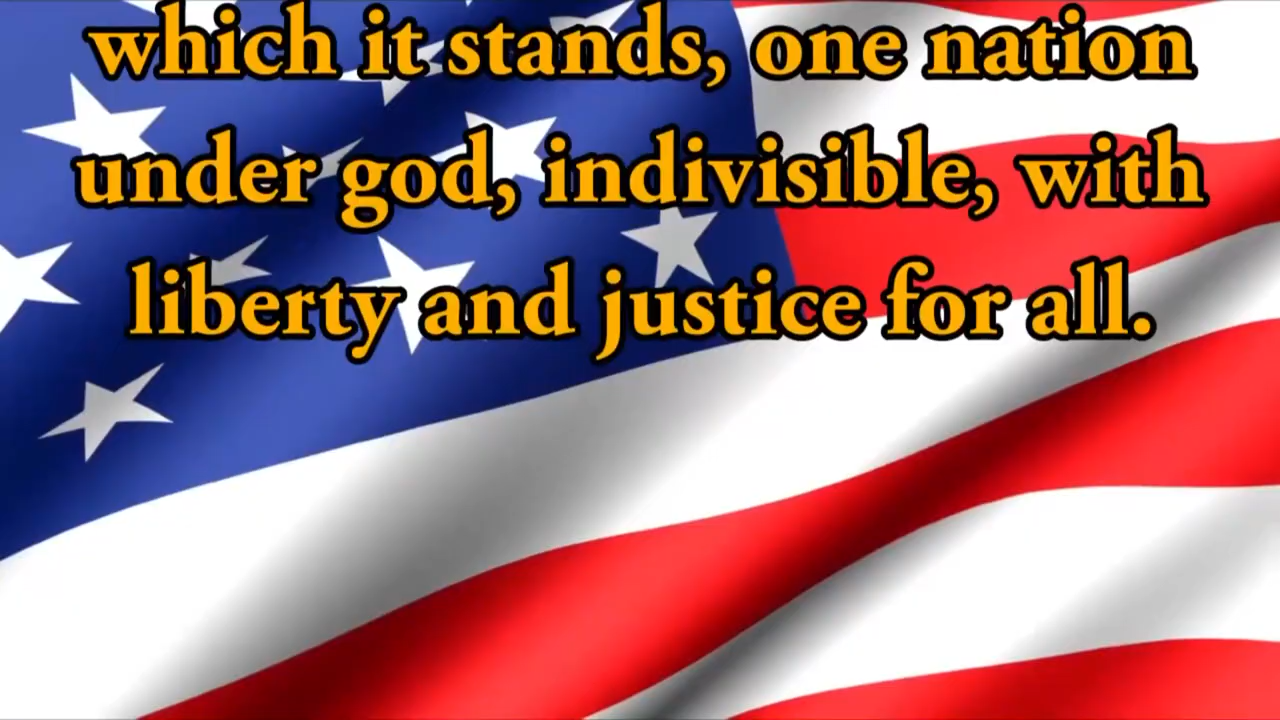 which it stands, one nation
under god, indivisible, with
liberty and justice for all.